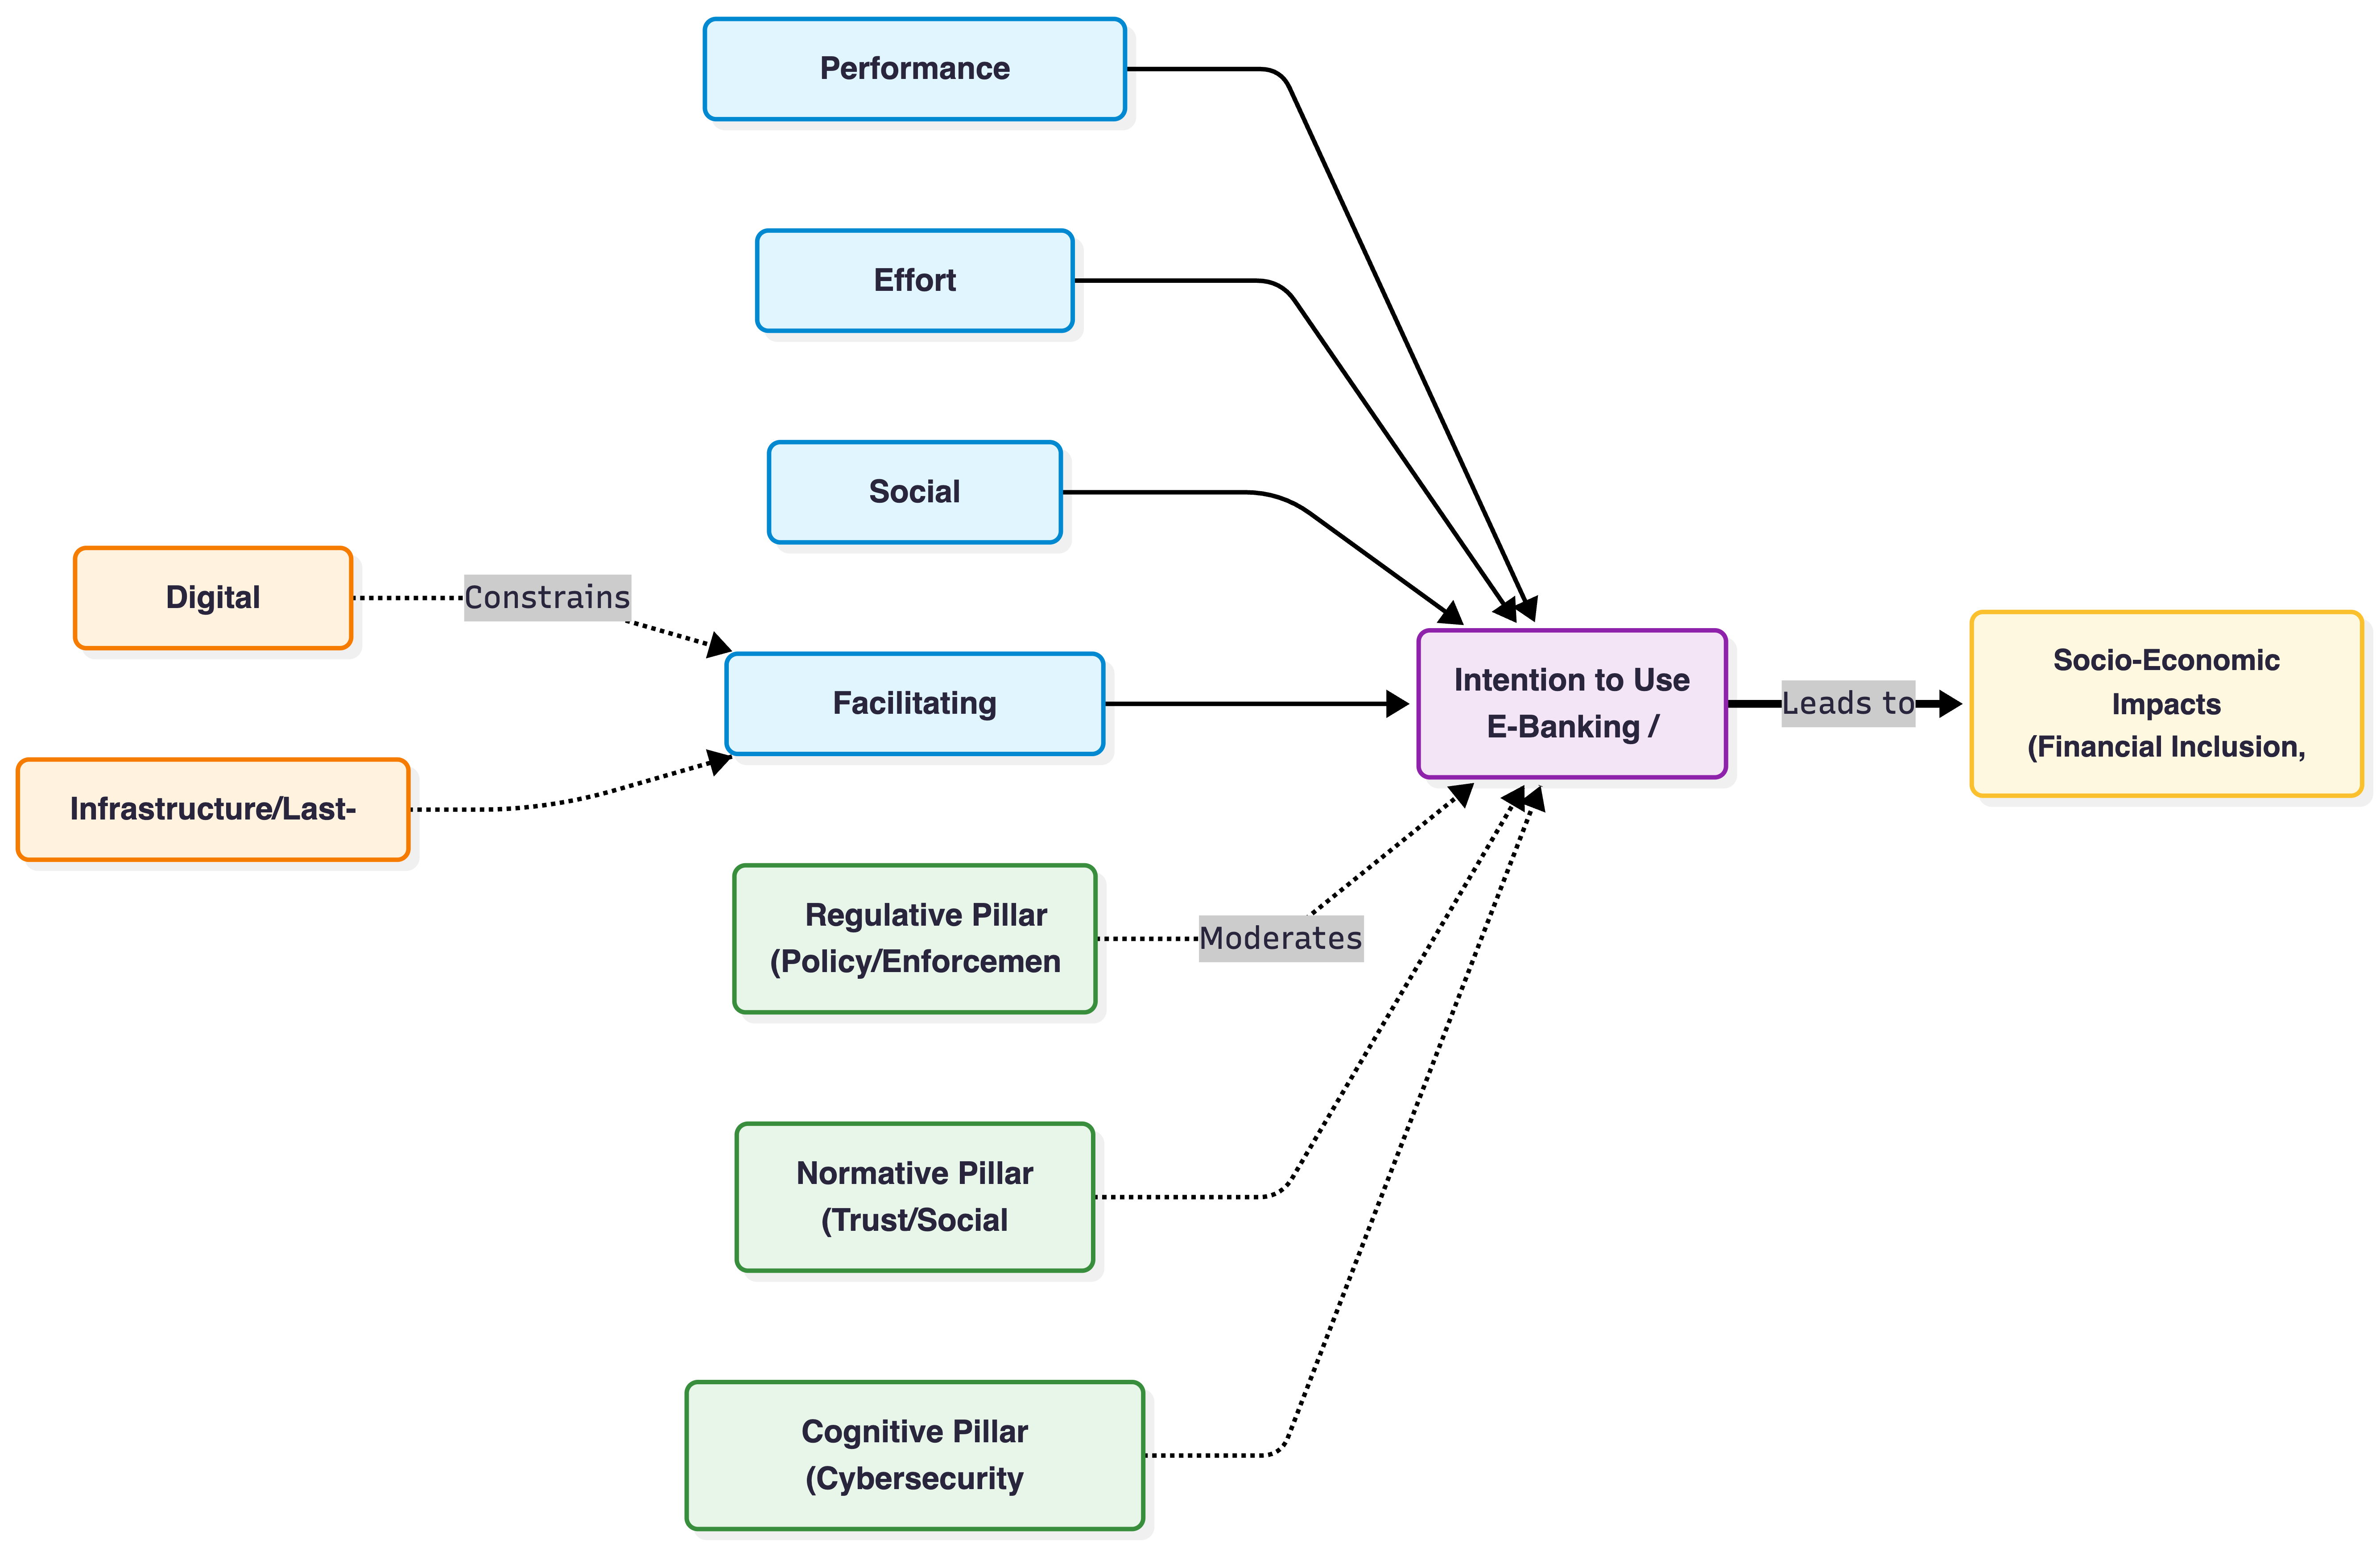 Performance
Effort
Social
Digital
Constrains
Facilitating
Infrastructure/Last-
Intention to Use
E-Banking /
Leads to
Socio-Economic
Impacts
(Financial Inclusion,
Regulative Pillar
(Policy/Enforcemen
Moderates
Normative Pillar
(Trust/Social
Cognitive Pillar
(Cybersecurity